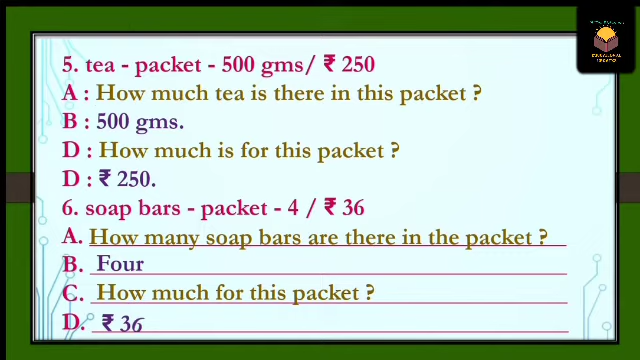 5. tea - packet - 500 gms/ ₹ 250
A : How much tea is there in this packet ?
B : 500 gms.
D : How much is for this packet ?
D : ₹ 250.
6. soap bars - packet - 4 / ₹ 36
A. How many soap bars are there in the packet ?
B. Four
C. How much for this packet ?
D. ₹ 36